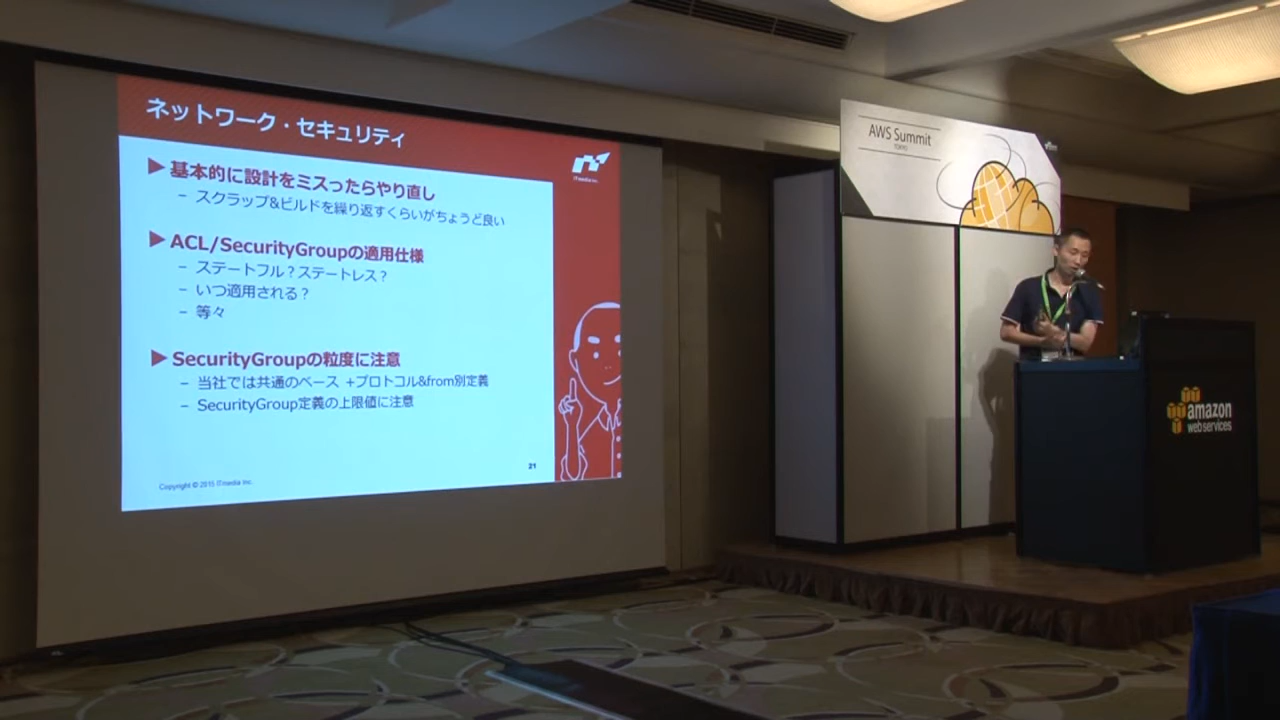 ネットワーク・セキュリティ
ITmedia Inc.
▶基本的に設計をミスったらやり直し
– スクラップ&ビルドを繰り返すくらいがちょうど良い
▶ACL/SecurityGroupの適用仕様
– ステートフル？ステートレス？
– いつ適用される？
– 等々
▶SecurityGroupの粒度に注意
– 当社では共通のベース +プロトコル&from別定義
– SecurityGroup定義の上限値に注意
21
Copyright © 2015 ITmedia Inc.
AWS Summit
TOKYO
amazon
web services